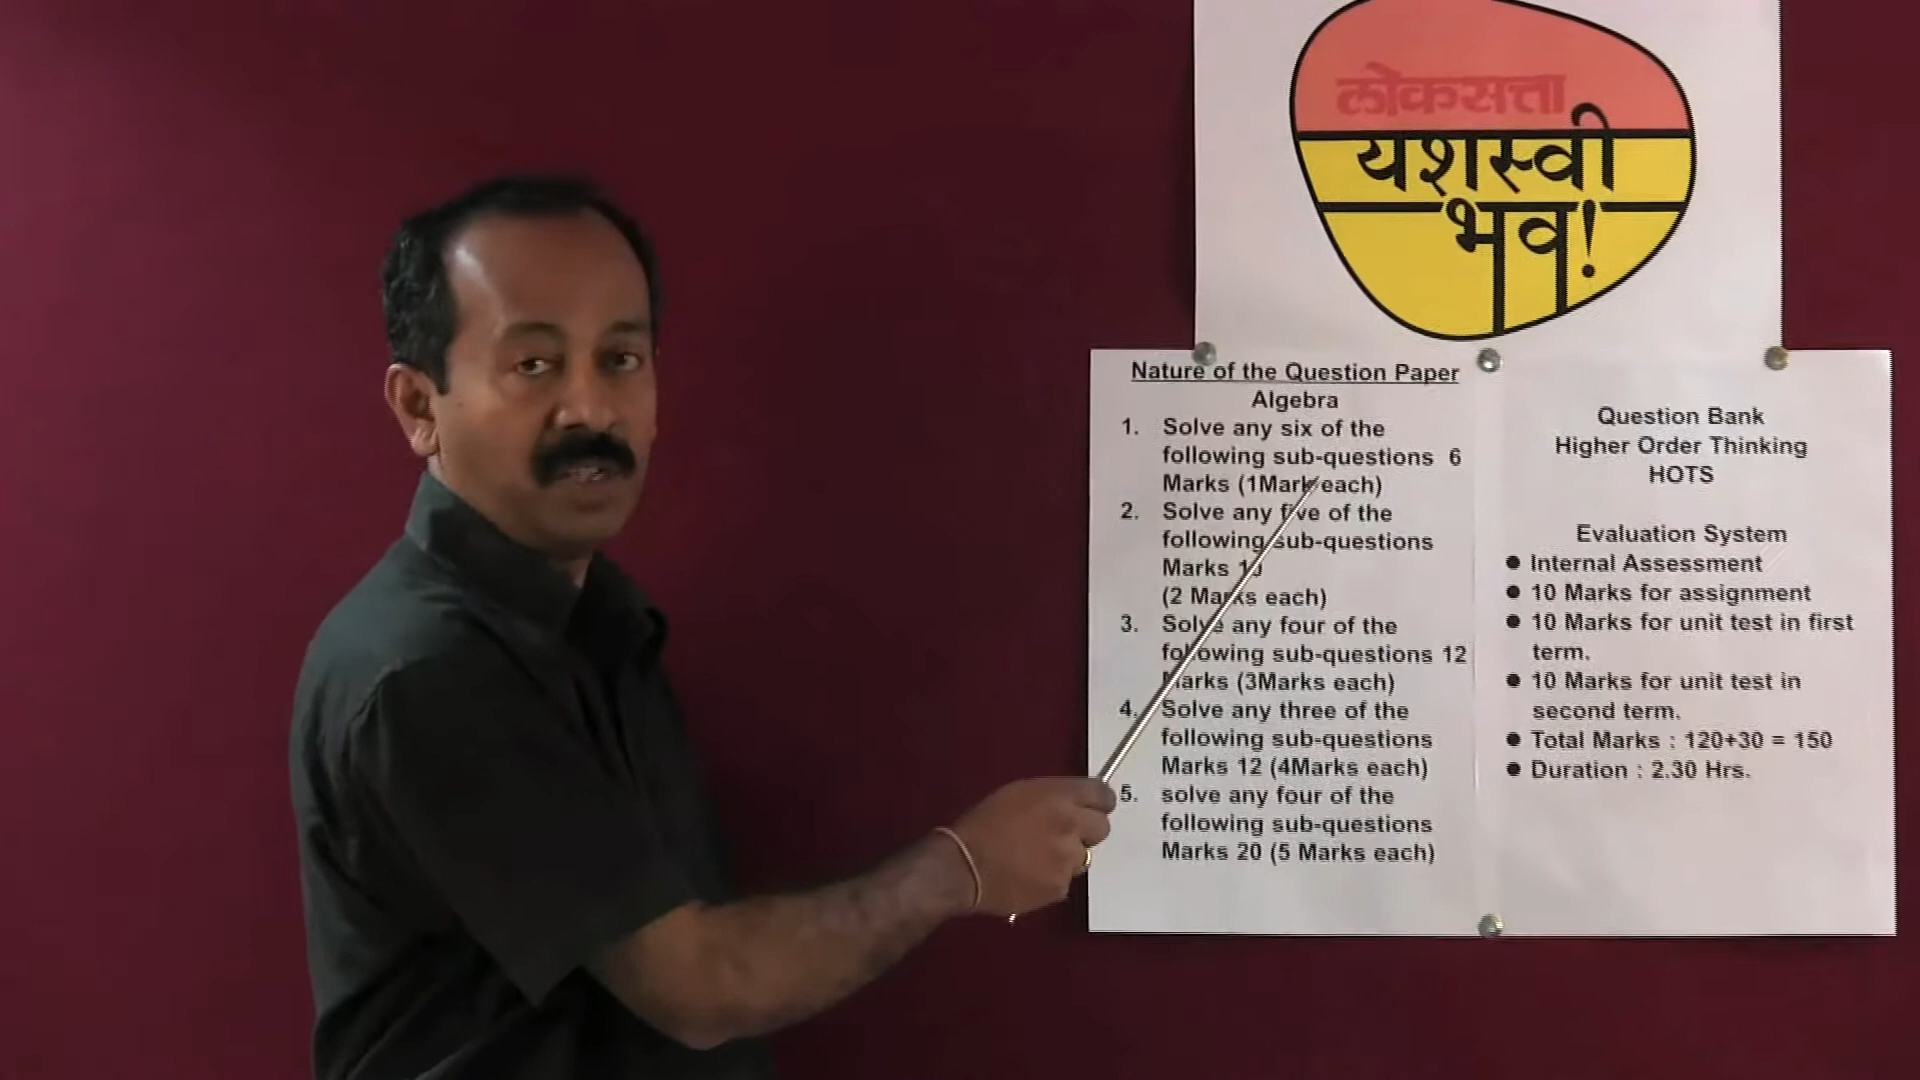 लोकसत्ता
यशस्वी
भव!
Nature of the Question Paper
Algebra
1. Solve any six of the
following sub-questions 6
Marks (1Mark each)
2. Solve any five of the
following sub-questions
Marks 10
(2 Marks each)
3. Solve any four of the
following sub-questions 12
Marks (3Marks each)
4. Solve any three of the
following sub-questions
Marks 12 (4Marks each)
5. solve any four of the
following sub-questions
Marks 20 (5 Marks each)
Question Bank
Higher Order Thinking
HOTS
Evaluation System
● Internal Assessment
● 10 Marks for assignment
● 10 Marks for unit test in first
term.
● 10 Marks for unit test in
second term.
● Total Marks : 120+30 = 150
● Duration : 2.30 Hrs.